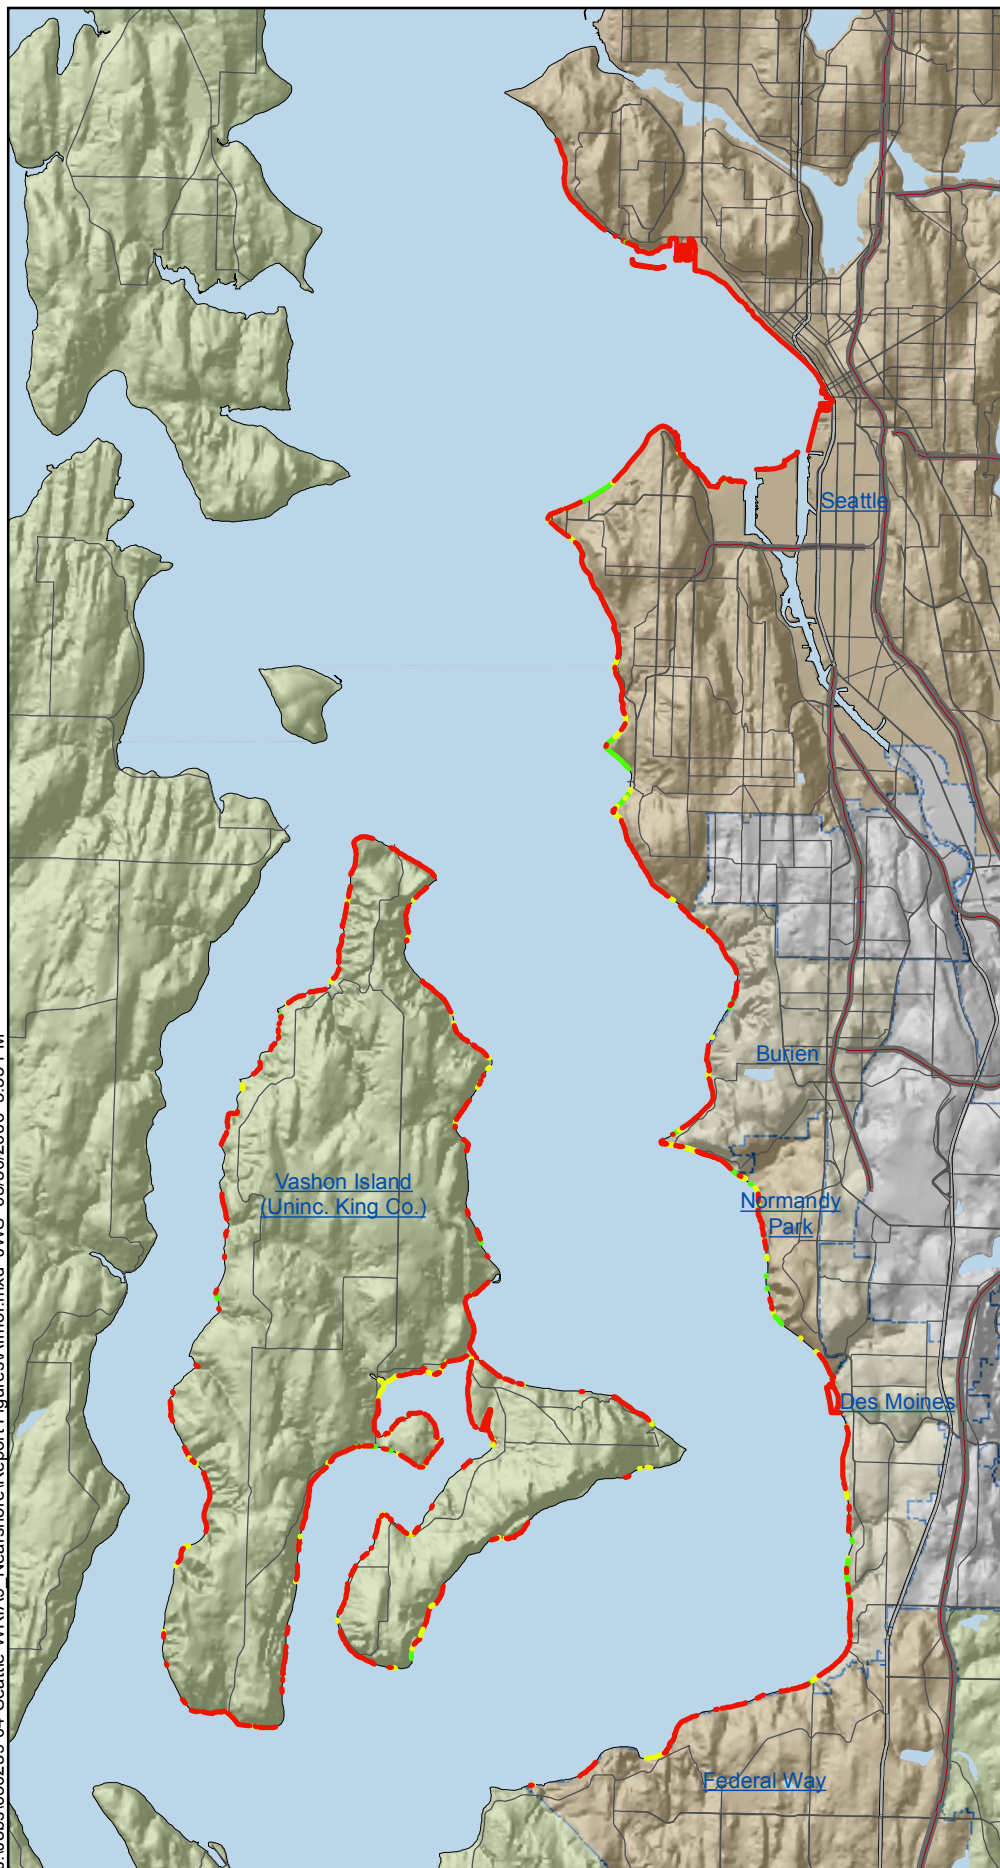 Seattle
Burien
Vashon Island
(Uninc. King Co.)
Normandy
Park
Des Moines
Federal Way